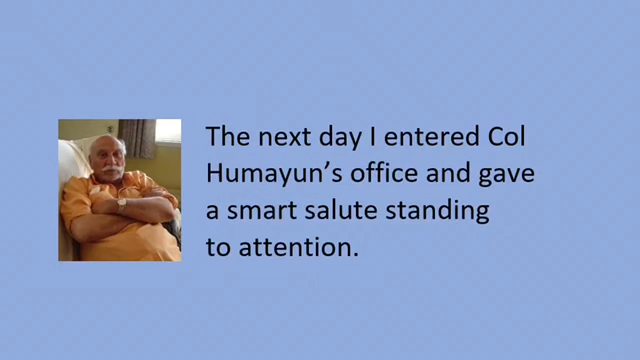 The next day I entered Col
Humayun’s office and gave
a smart salute standing
to attention.